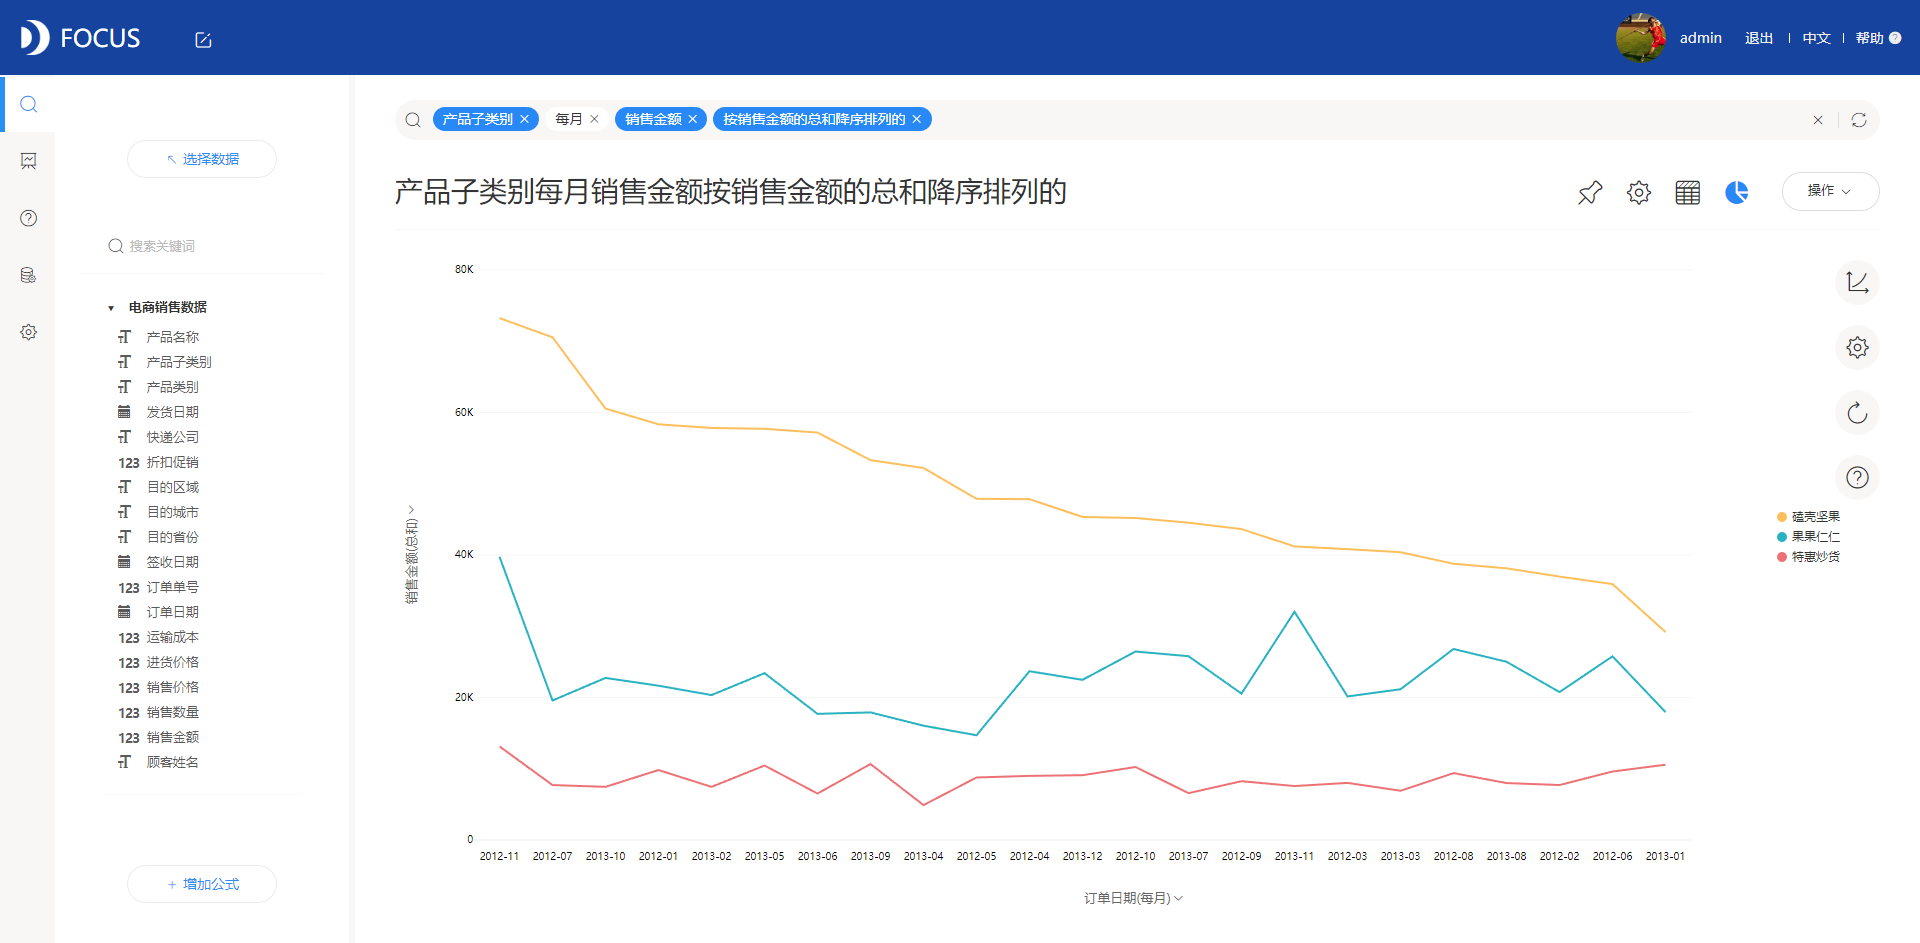 FOCUS
admin 退出 中文 帮助 ?
产品子类别 × 每月 × 销售金额 × 按销售金额的总和降序排列的 ×
选择数据
搜索关键词
电商销售数据
产品名称
产品子类别
产品类别
发货日期
快递公司
123 折扣促销
目的区域
目的城市
目的省份
签收日期
123 订单单号
订单日期
123 运输成本
123 进货价格
123 销售价格
123 销售数量
123 销售金额
顾客姓名
+ 增加公式
产品子类别每月销售金额按销售金额的总和降序排列的
操作
80K
60K
40K
20K
0
销售金额(总和)
2012-11 2012-07 2013-10 2012-01 2013-02 2013-05 2013-06 2013-09 2013-04 2012-05 2012-04 2013-12 2012-10 2013-07 2012-09 2013-11 2012-03 2013-03 2012-08 2013-08 2012-02 2012-06 2013-01
订单日期(每月)
磕壳坚果
果果仁仁
特惠炒货